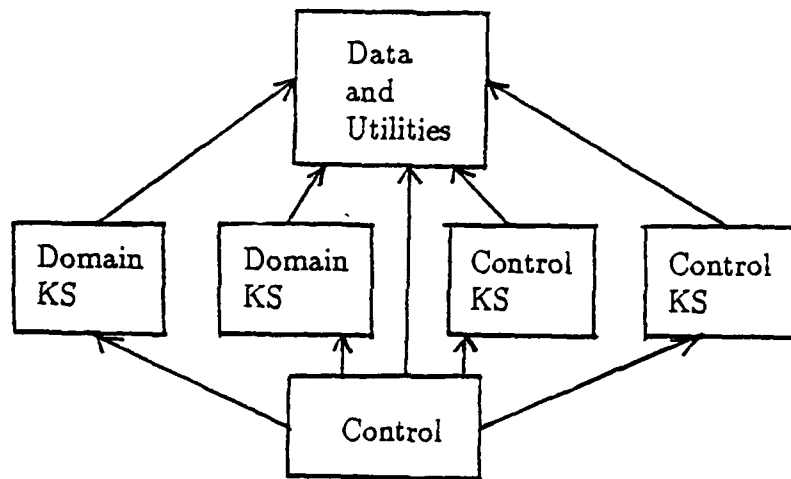 Data
and
Utilities
Domain
KS
Domain
KS
Control
KS
Control
KS
Control